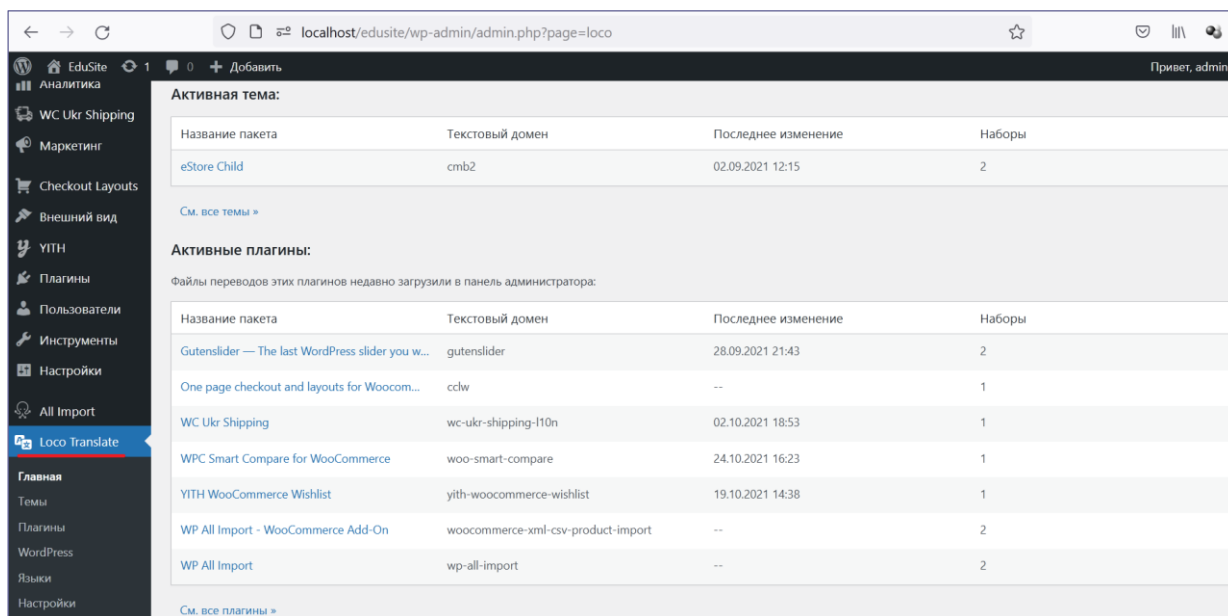 localhost/edusite/wp-admin/admin.php?page=loco
EduSite 1 0 Добавить Привет, admin
Аналитика
WC Ukr Shipping
Маркетинг
Checkout Layouts
Внешний вид
YITH
Плагины
Пользователи
Инструменты
Настройки
All Import
Loco Translate
Главная
Темы
Плагины
WordPress
Языки
Настройки
Активная тема:
Название пакета Текстовый домен Последнее изменение Наборы
eStore Child cmb2 02.09.2021 12:15 2
См. все темы »
Активные плагины:
Файлы переводов этих плагинов недавно загрузили в панель администратора:
Название пакета Текстовый домен Последнее изменение Наборы
Gutenslider — The last WordPress slider you w... gutenslider 28.09.2021 21:43 2
One page checkout and layouts for Woocom... cclw -- 1
WC Ukr Shipping wc-ukr-shipping-l10n 02.10.2021 18:53 1
WPC Smart Compare for WooCommerce woo-smart-compare 24.10.2021 16:23 1
YITH WooCommerce Wishlist yith-woocommerce-wishlist 19.10.2021 14:38 1
WP All Import - WooCommerce Add-On woocommerce-xml-csv-product-import -- 2
WP All Import wp-all-import -- 2
См. все плагины »